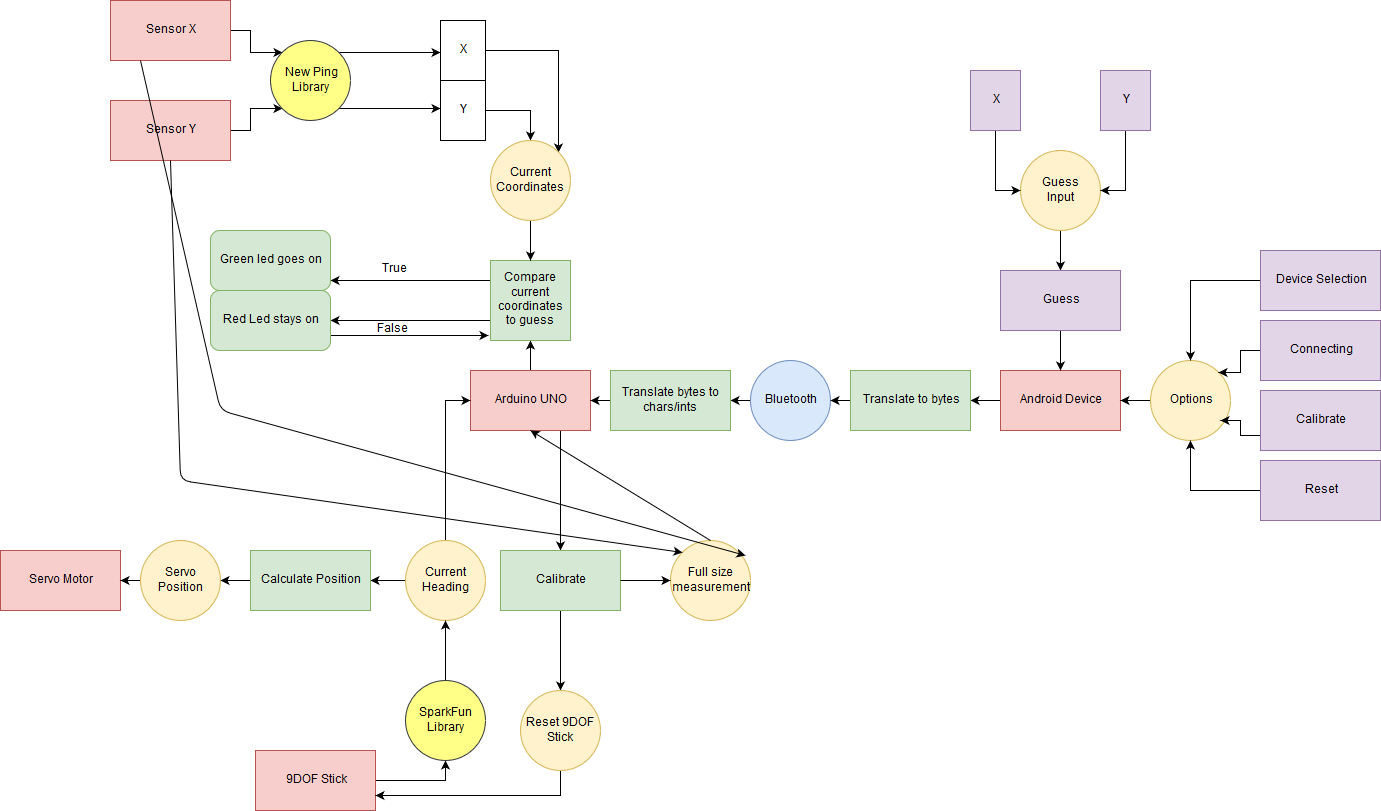 Sensor X
New Ping
Library
X
Y
Sensor Y
Current
Coordinates
X
Y
Guess
Input
Green led goes on
True
Compare
current
coordinates
to guess
Red Led stays on
False
Guess
Device Selection
Connecting
Arduino UNO
Translate bytes to
chars/ints
Bluetooth
Translate to bytes
Android Device
Options
Calibrate
Reset
Servo Motor
Servo
Position
Calculate Position
Current
Heading
Calibrate
Full size
measurement
SparkFun
Library
Reset 9DOF
Stick
9DOF Stick